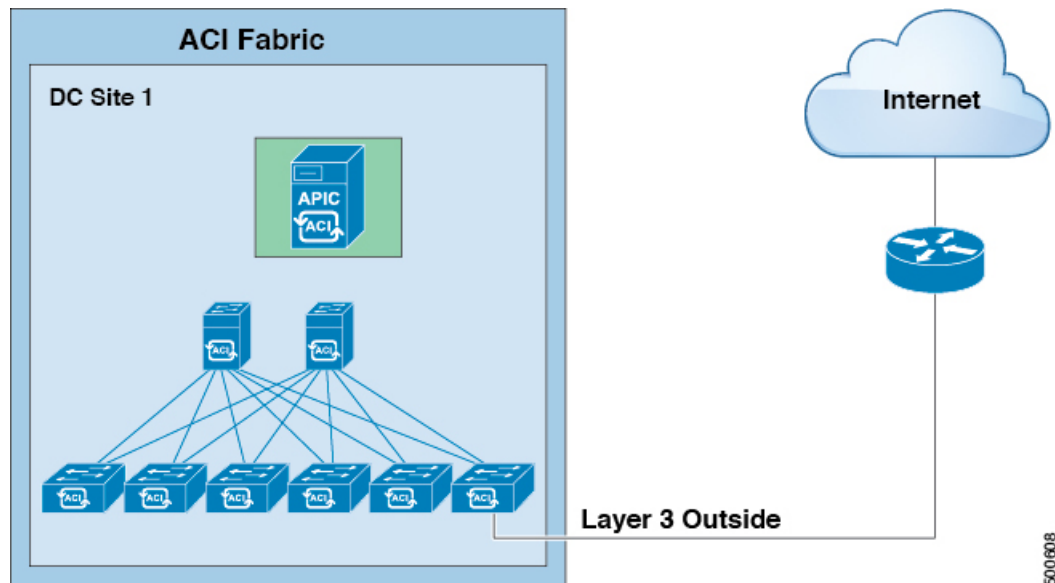 ACI Fabric
DC Site 1
Internet
APIC
ACI
ACI
ACI
ACI
ACI
ACI
ACI
ACI
ACI
Layer 3 Outside
500608